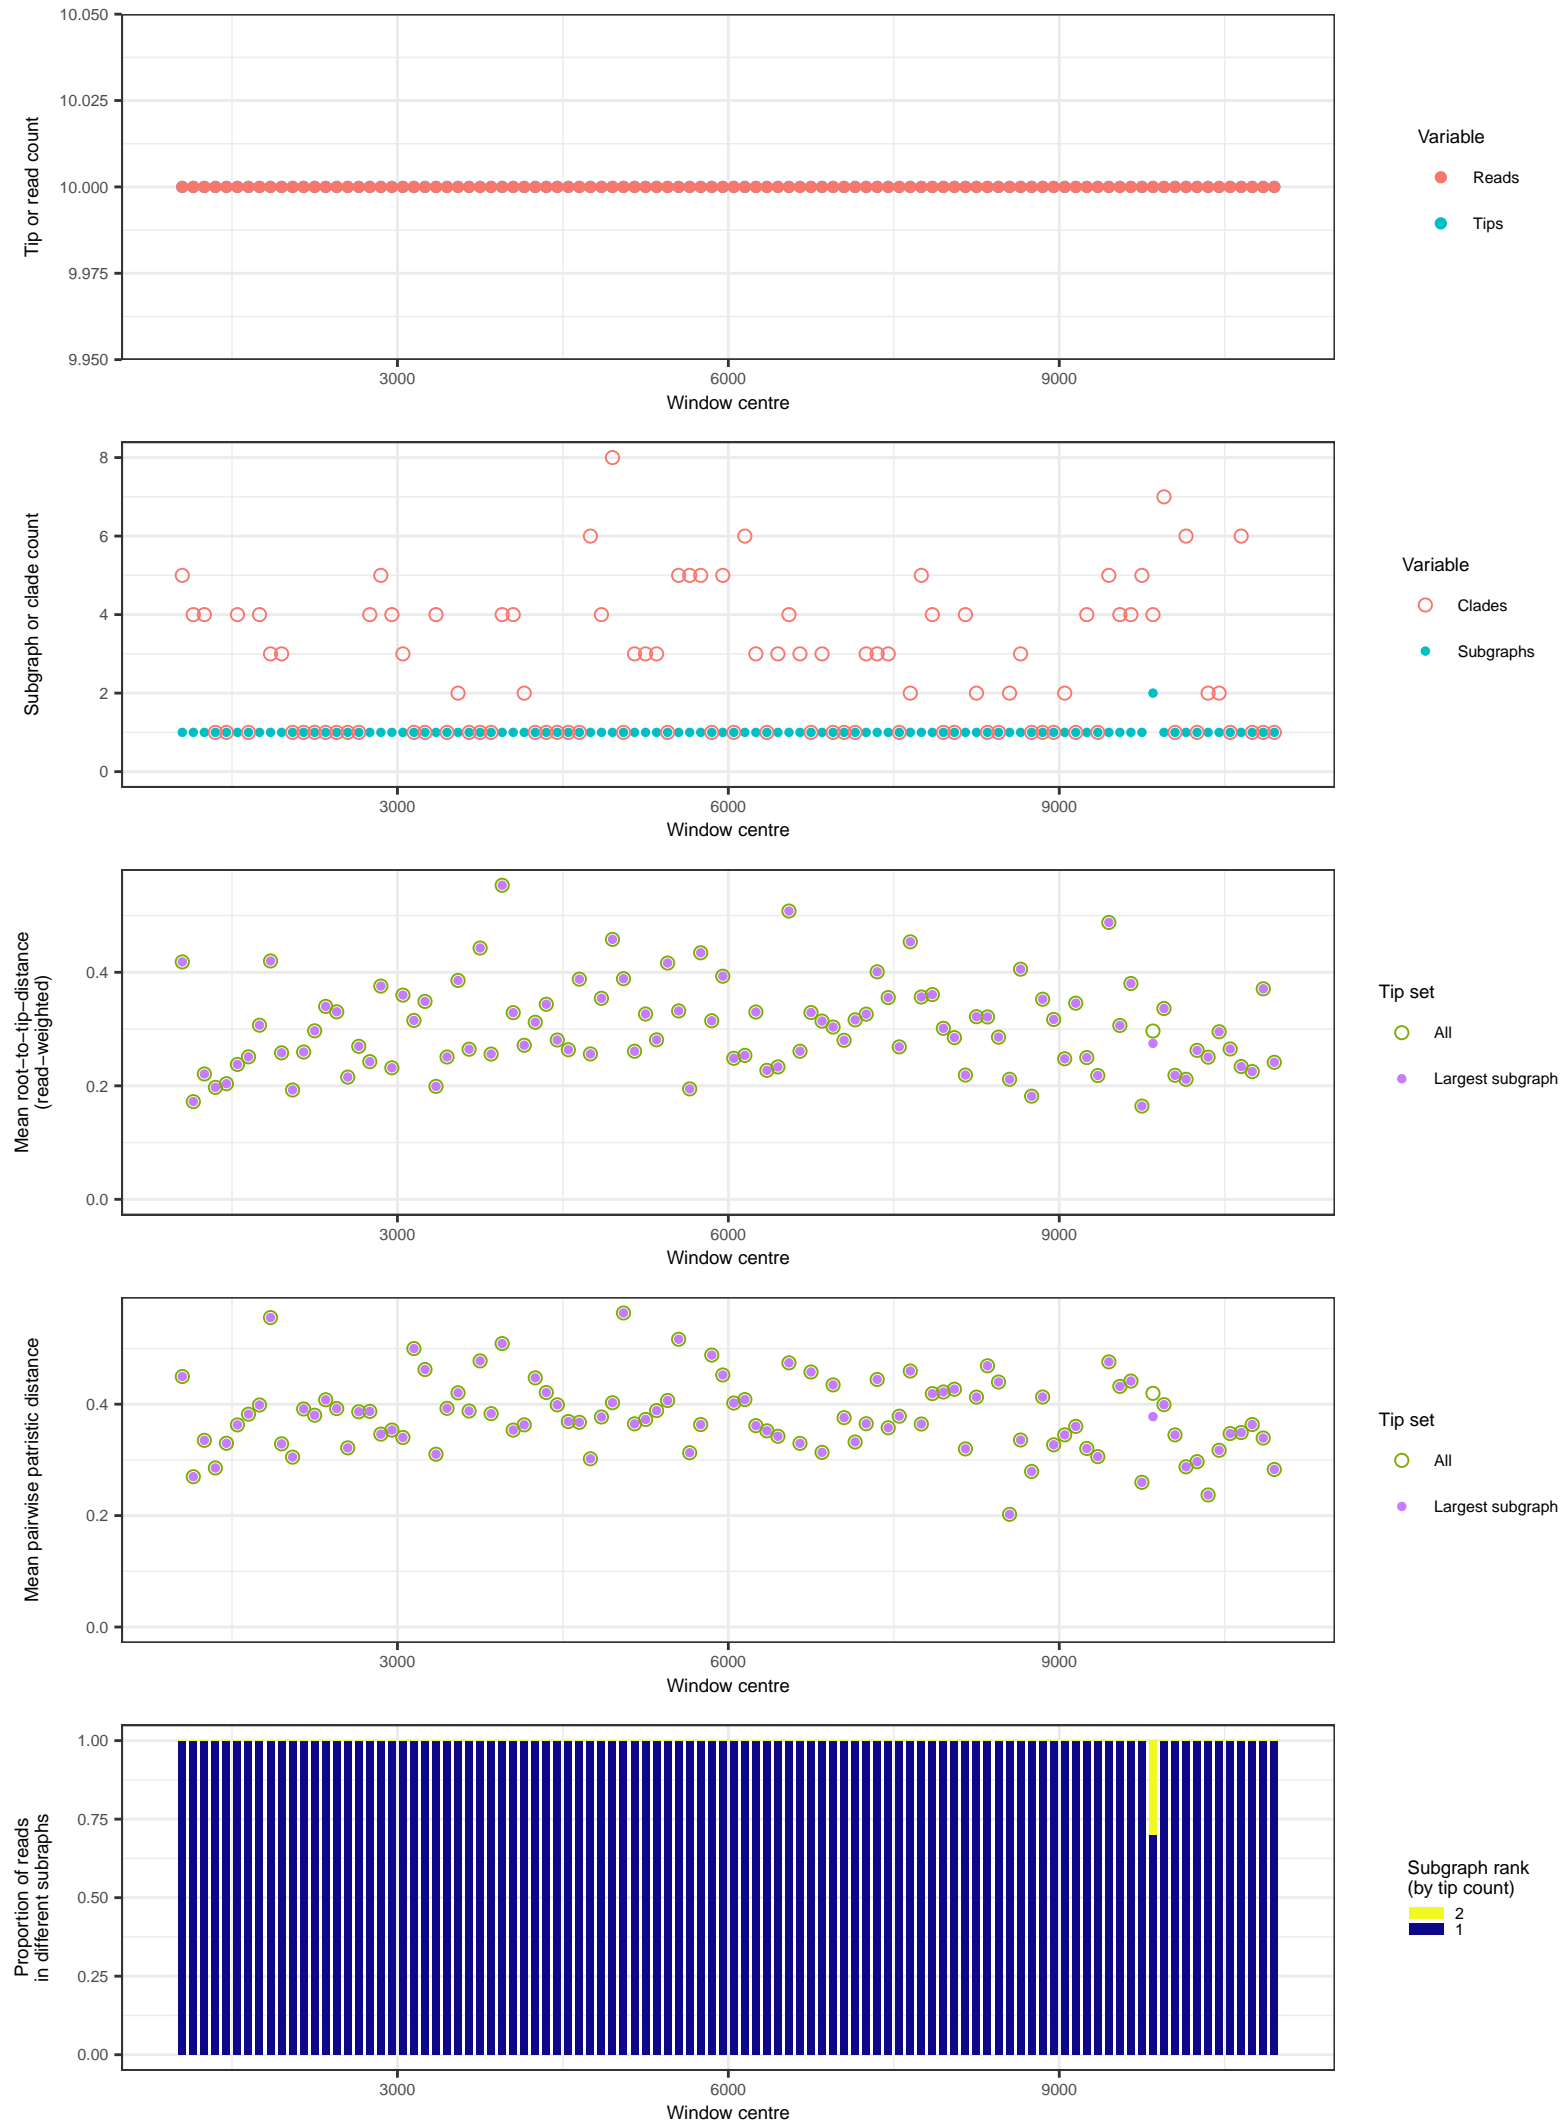 10.050
10.025
10.000
9.975
9.950
Tip or read count
3000
6000
9000
Window centre
Variable
Reads
Tips
8
6
4
2
0
Subgraph or clade count
3000
6000
9000
Window centre
Variable
Clades
Subgraphs
0.4
0.2
0.0
Mean root–to–tip–distance
(read–weighted)
3000
6000
9000
Window centre
Tip set
All
Largest subgraph
0.4
0.2
0.0
Mean pairwise patristic distance
3000
6000
9000
Window centre
Tip set
All
Largest subgraph
1.00
0.75
0.50
0.25
0.00
Proportion of reads
in different subraphs
3000
6000
9000
Window centre
Subgraph rank
(by tip count)
2
1